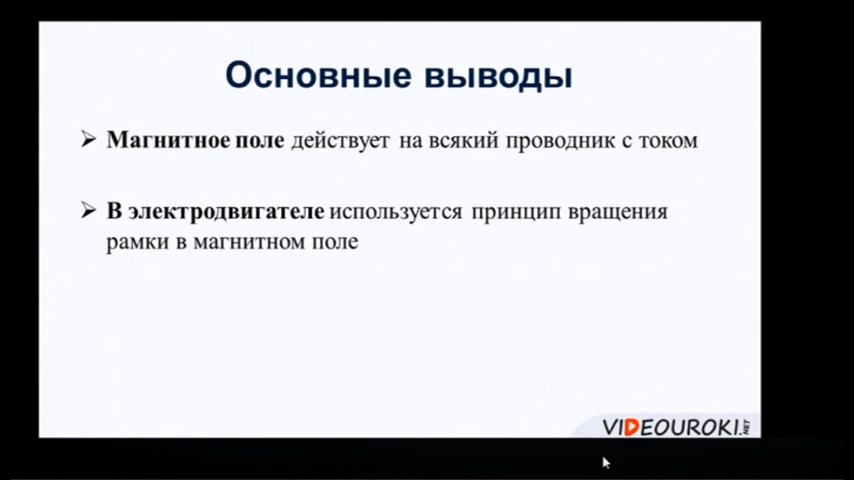 Основные выводы
Магнитное поле действует на всякий проводник с током
В электродвигателе используется принцип вращения
рамки в магнитном поле
VIDEOUROKI.NET